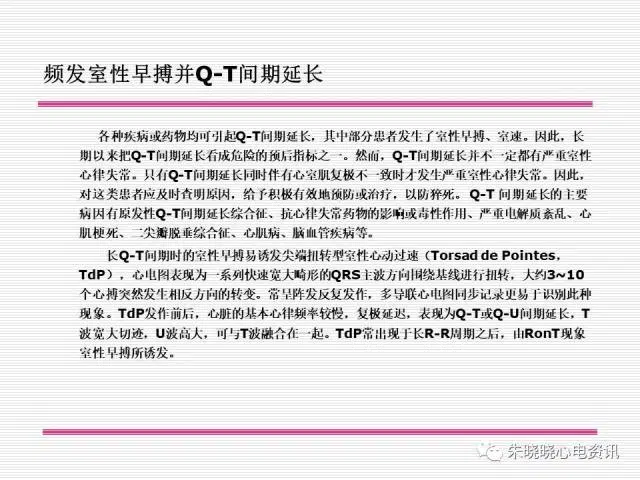 频发室性早搏并Q-T间期延长
各种疾病或药物均可引起Q-T间期延长，其中部分患者发生了室性早搏、室速。因此，长
期以来把Q-T间期延长看成危险的预后指标之一。然而，Q-T间期延长并不一定都有严重室性
心律失常。只有Q-T间期延长同时伴有心室肌复极不一致时才发生严重室性心律失常。因此，
对这类患者应及时查明原因，给予积极有效地预防或治疗，以防猝死。Q-T 间期延长的主要
病因有原发性Q-T间期延长综合征、抗心律失常药物的影响或毒性作用、严重电解质紊乱、心
肌梗死、二尖瓣脱垂综合征、心肌病、脑血管疾病等。
长Q-T间期时的室性早搏易诱发尖端扭转型室性心动过速（Torsad de Pointes，
TdP），心电图表现为一系列快速宽大畸形的QRS主波方向围绕基线进行扭转，大约3~10
个心搏突然发生相反方向的转变。常呈阵发反复发作，多导联心电图同步记录更易于识别此种
现象。TdP发作前后，心脏的基本心律频率较慢，复极延迟，表现为Q-T或Q-U间期延长，T
波宽大切迹，U波高大，可与T波融合在一起。TdP常出现于长R-R周期之后，由RonT现象
室性早搏所诱发。
朱晓晓心电资讯